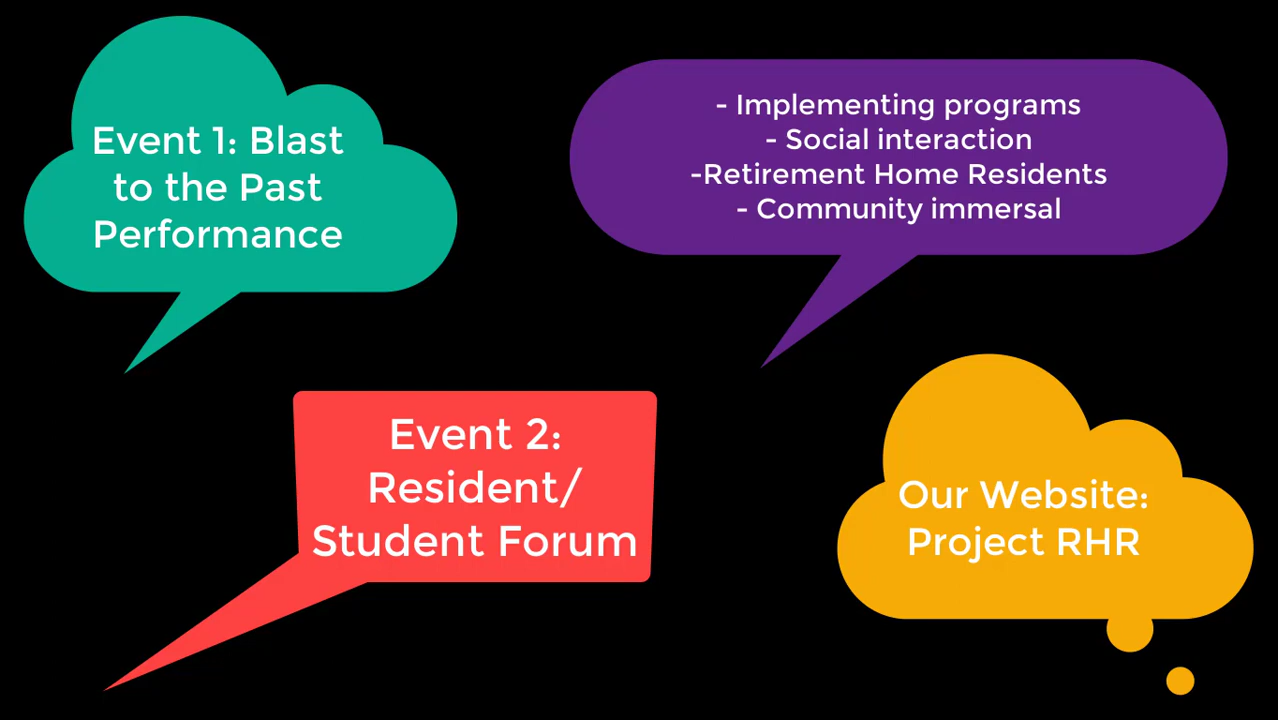 Event 1: Blast
to the Past
Performance
- Implementing programs
- Social interaction
-Retirement Home Residents
- Community immersal
Event 2:
Resident/
Student Forum
Our Website:
Project RHR